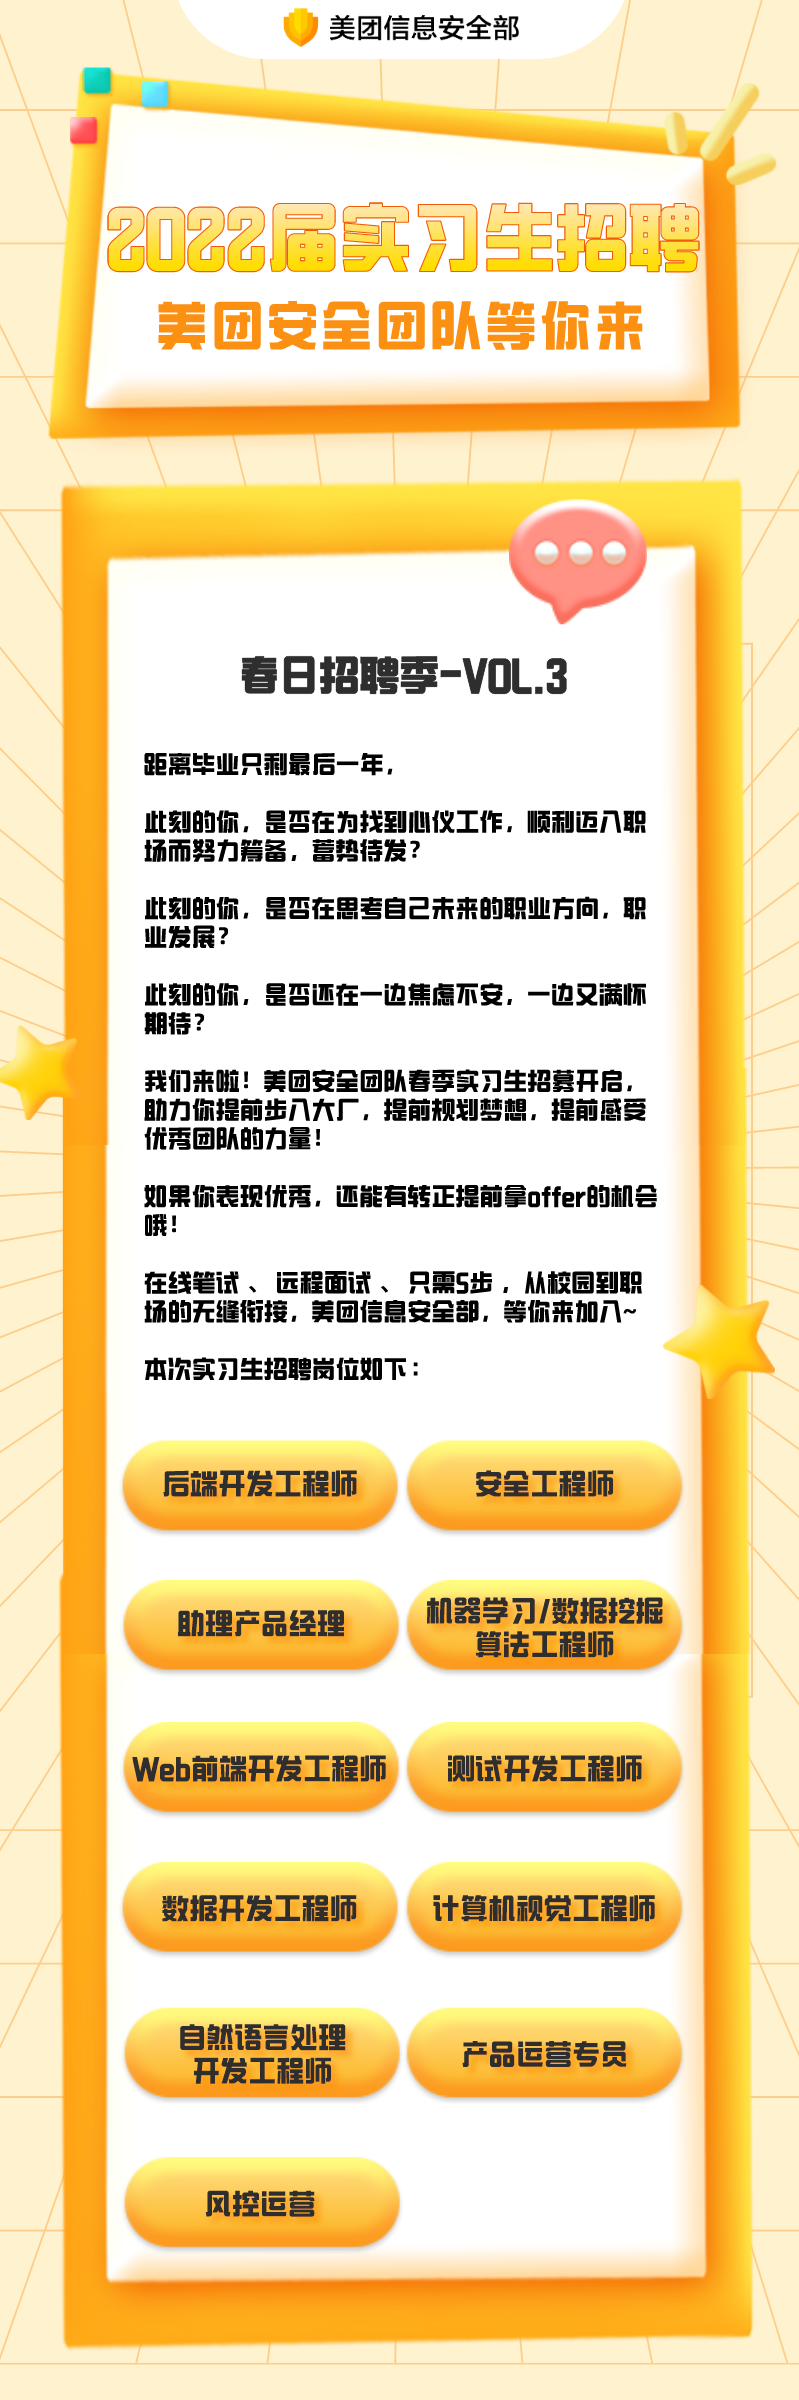 美团信息安全部
2022届实习生招聘
美团安全团队等你来
春日招聘季-VOL.3
距离毕业只剩最后一年，
此刻的你，是否在为找到心仪工作，顺利迈入职
场而努力筹备，蓄势待发？
此刻的你，是否在思考自己未来的职业方向，职
业发展？
此刻的你，是否还在一边焦虑不安，一边又满怀
期待？
我们来啦！美团安全团队春季实习生招募开启，
助力你提前步入大厂，提前规划梦想，提前感受
优秀团队的力量！
如果你表现优秀，还能有转正提前拿offer的机会
哦！
在线笔试 、 远程面试 、 只需5步 ，从校园到职
场的无缝衔接，美团信息安全部，等你来加入~
本次实习生招聘岗位如下：
后端开发工程师
安全工程师
助理产品经理
机器学习/数据挖掘
算法工程师
Web前端开发工程师
测试开发工程师
数据开发工程师
计算机视觉工程师
自然语言处理
开发工程师
产品运营专员
风控运营